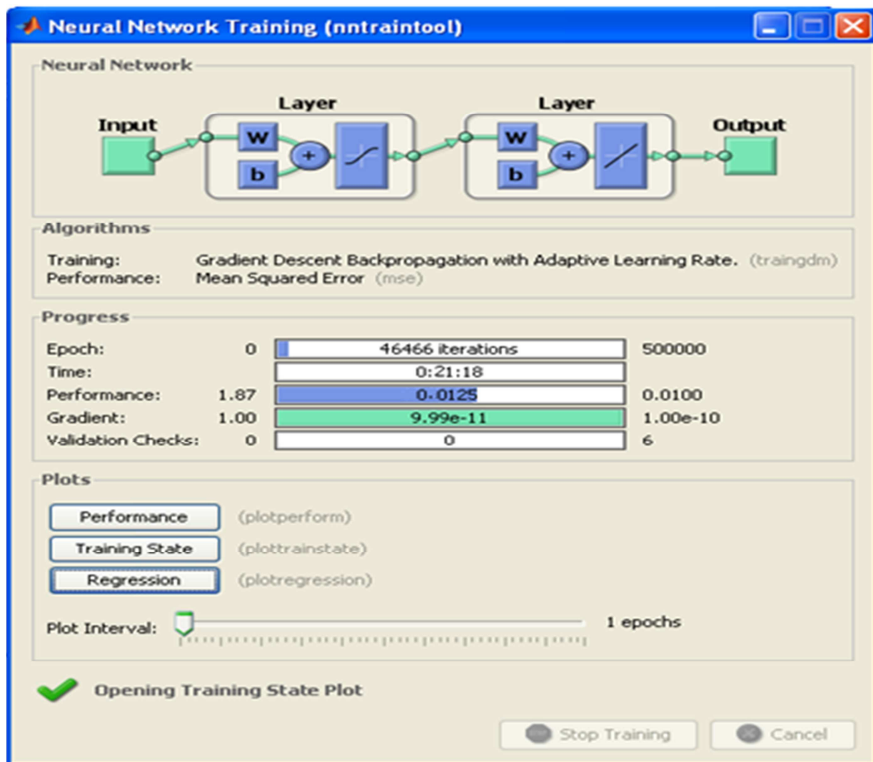 Neural Network Training (nntraintool)
Neural Network
Layer
Layer
Input
Output
W
b
+
W
b
+
Algorithms
Training: Gradient Descent Backpropagation with Adaptive Learning Rate. (traingdm)
Performance: Mean Squared Error (mse)
Progress
Epoch: 0 46466 iterations 500000
Time: 0:21:18
Performance: 1.87 0.0125 0.0100
Gradient: 1.00 9.99e-11 1.00e-10
Validation Checks: 0 0 6
Plots
Performance (plotperform)
Training State (plottrainstate)
Regression (plotregression)
Plot Interval: 1 epochs
Opening Training State Plot
Stop Training Cancel